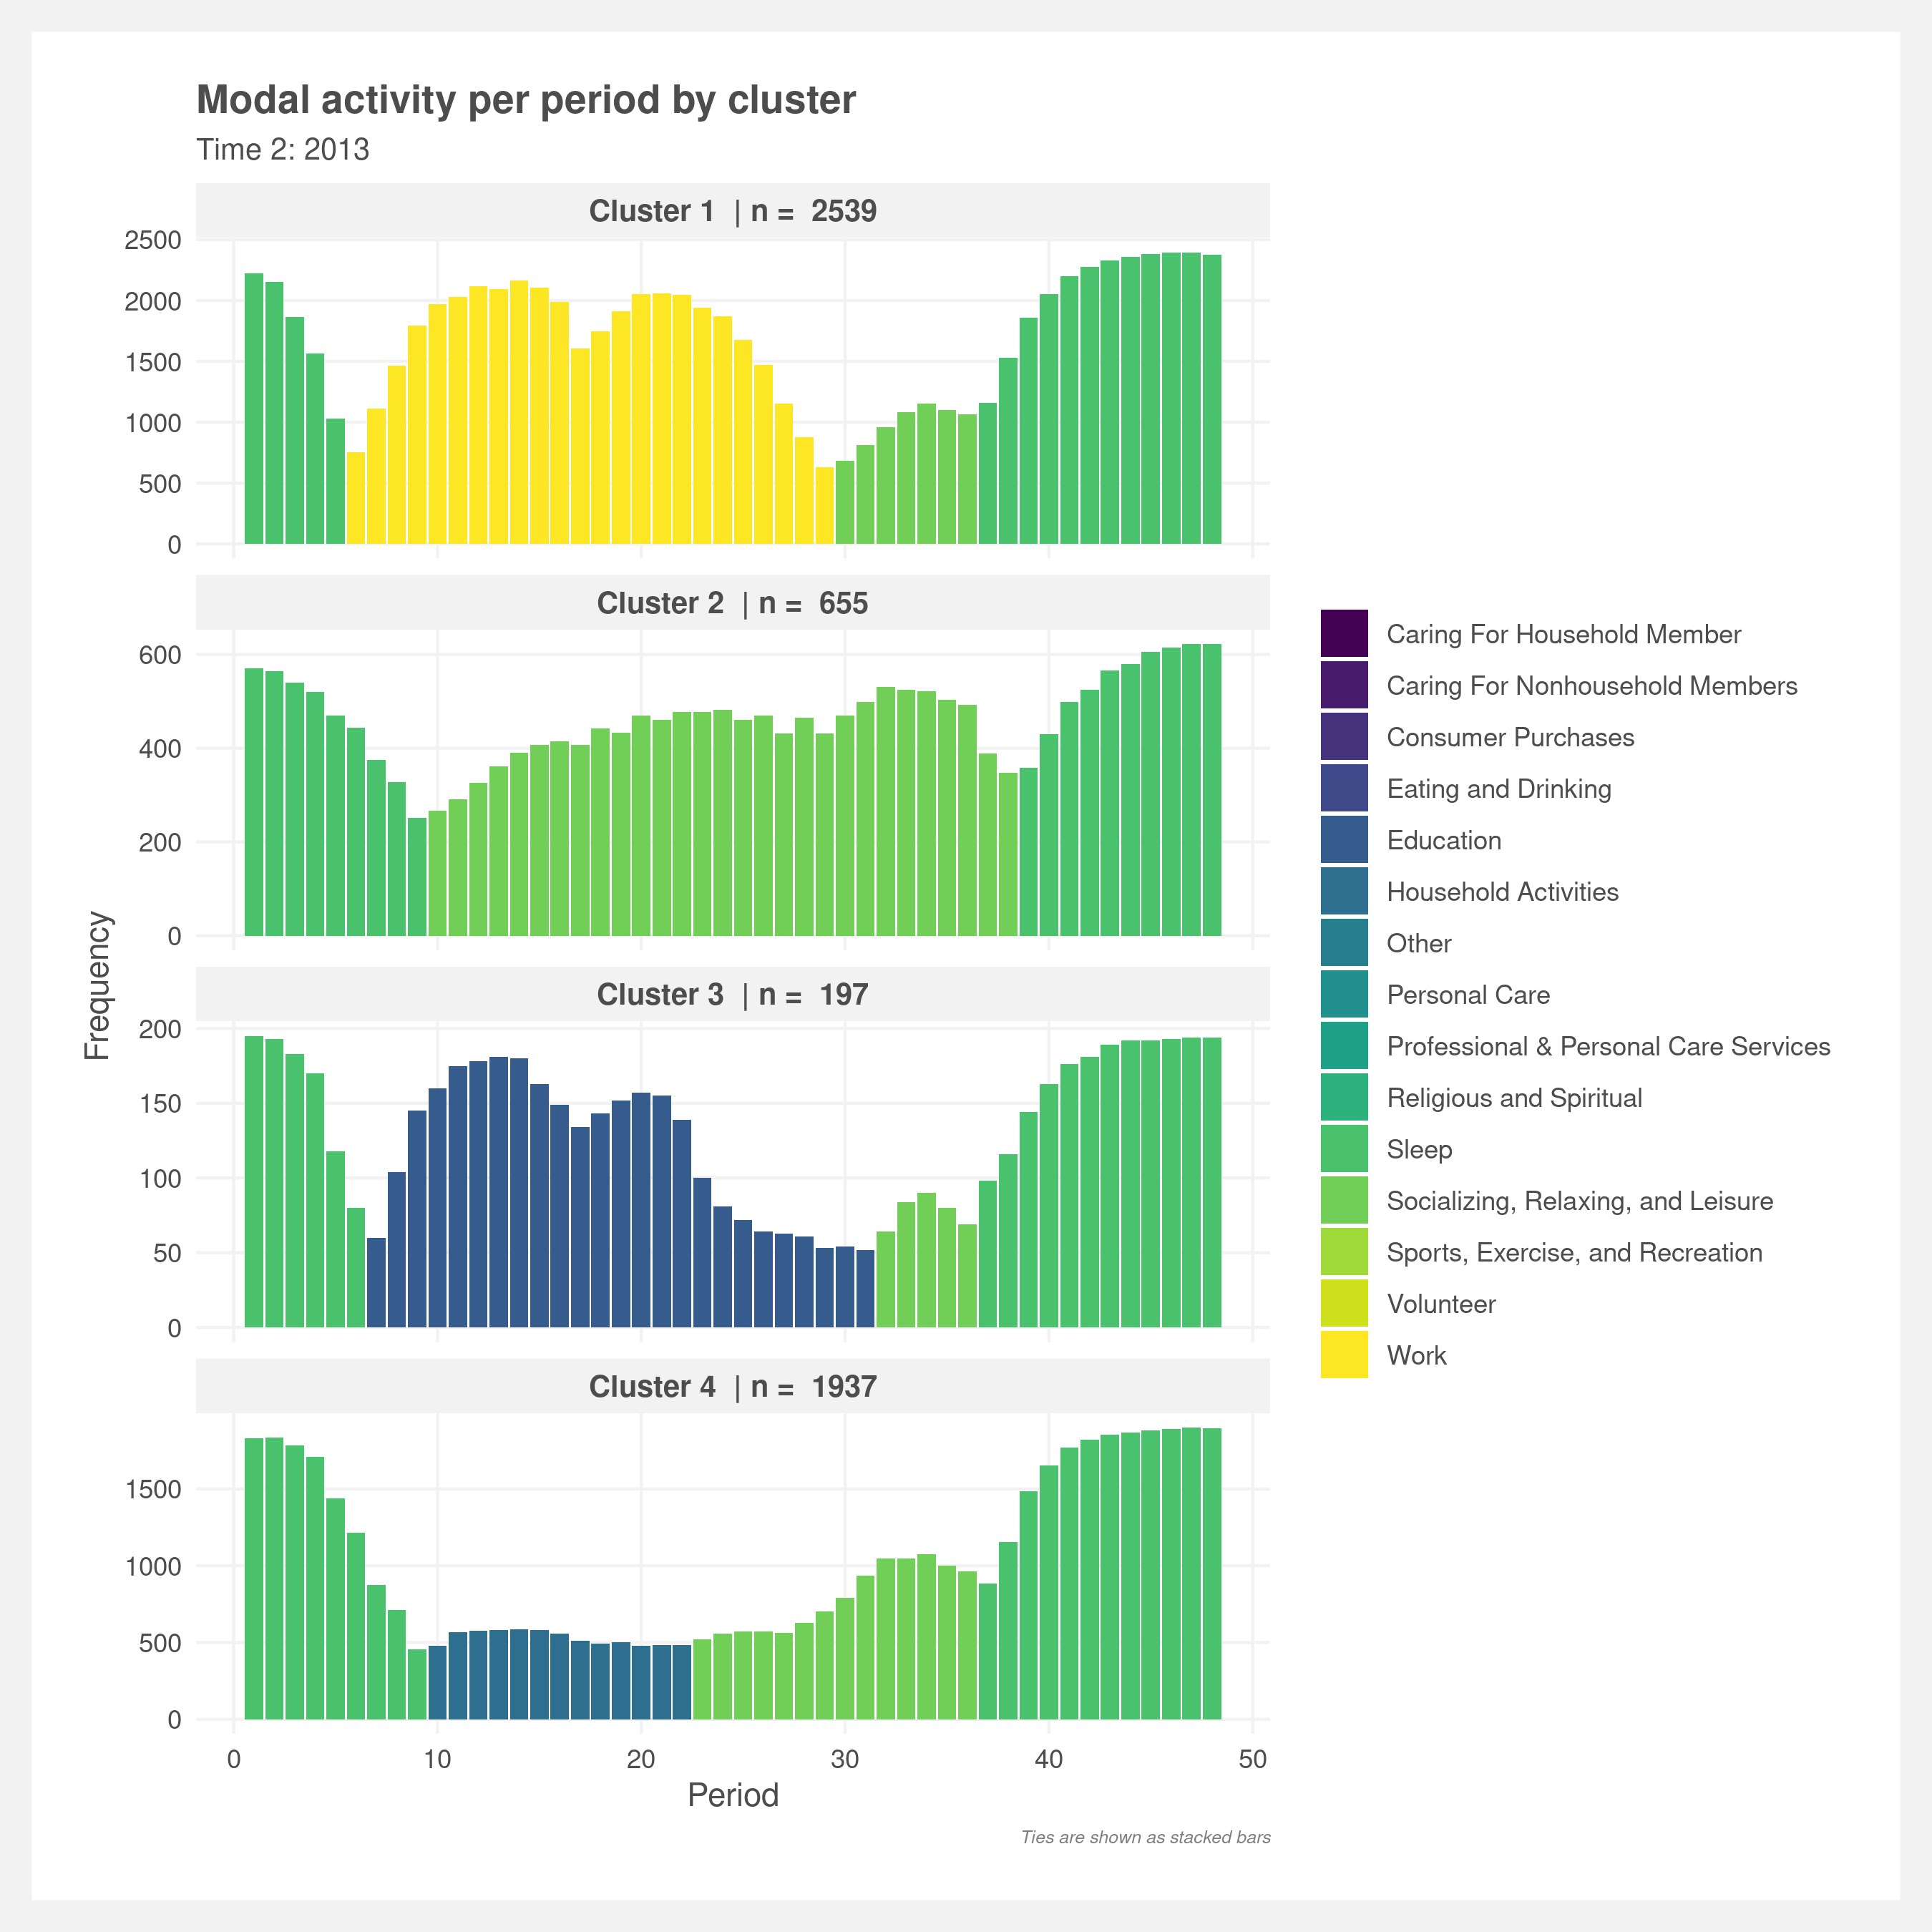 Modal activity per period by cluster
Time 2: 2013
Cluster 1 | n = 2539
2500
2000
1500
1000
500
0
Cluster 2 | n = 655
600
400
200
0
Cluster 3 | n = 197
200
150
100
50
0
Cluster 4 | n = 1937
1500
1000
500
0
0 10 20 30 40 50
Period
Frequency
Caring For Household Member
Caring For Nonhousehold Members
Consumer Purchases
Eating and Drinking
Education
Household Activities
Other
Personal Care
Professional & Personal Care Services
Religious and Spiritual
Sleep
Socializing, Relaxing, and Leisure
Sports, Exercise, and Recreation
Volunteer
Work
Ties are shown as stacked bars